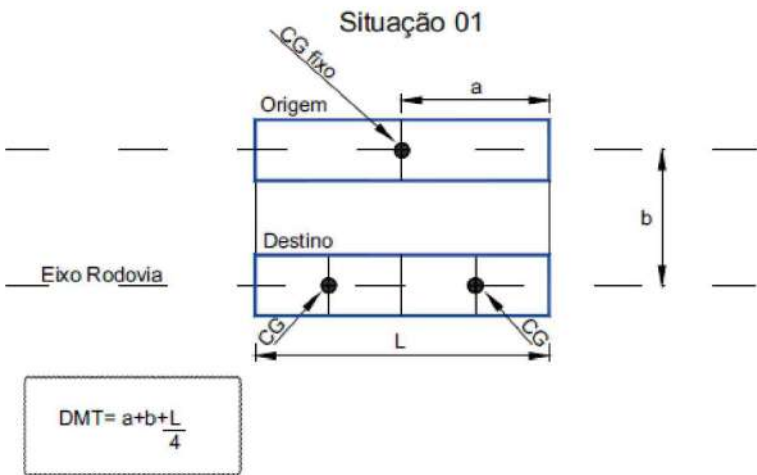 Situação 01
CG fixo
a
Origem
b
Destino
Eixo Rodovia
CG
CG
L
DMT= a+b+L
4